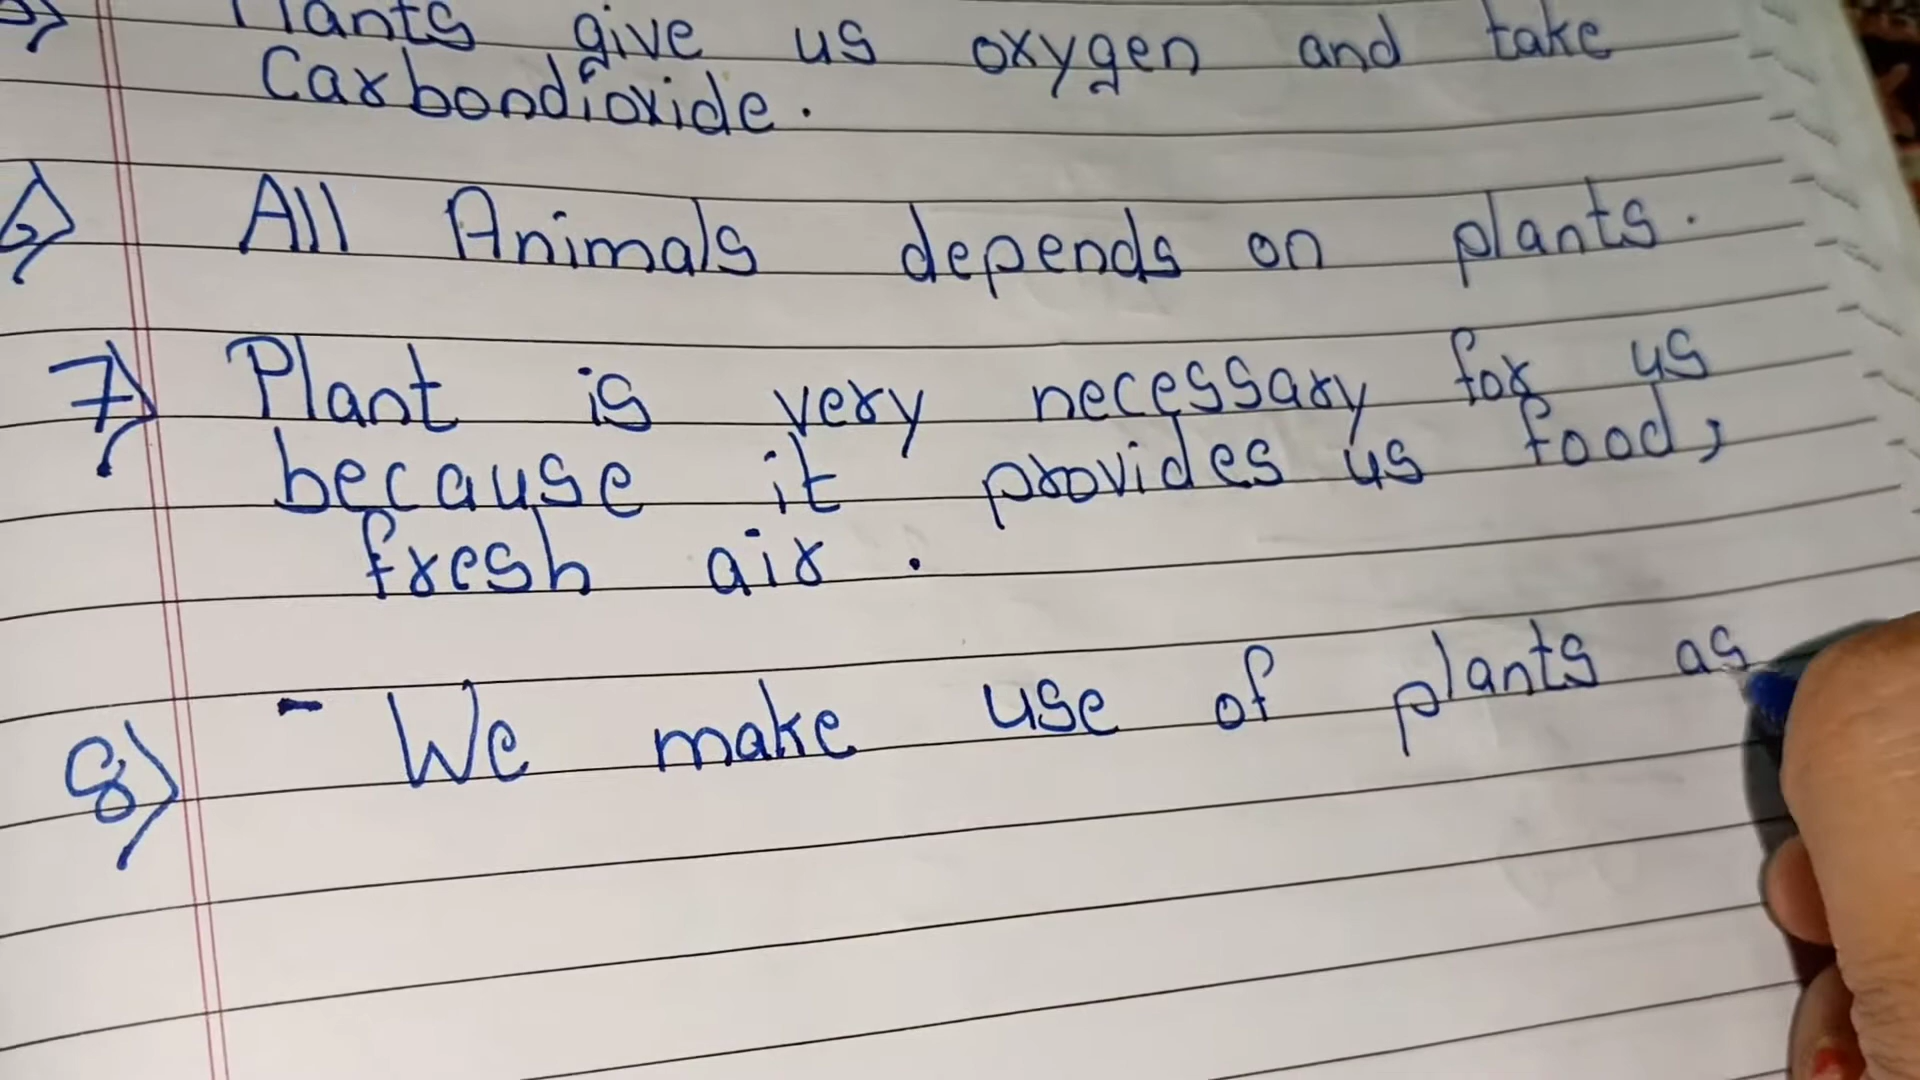 5) Plants give us oxygen and take
Carbondioxide.
6) All Animals depends on plants.
7) Plant is very necessary for us
because it provides us food,
fresh air.
8) - We make use of plants as